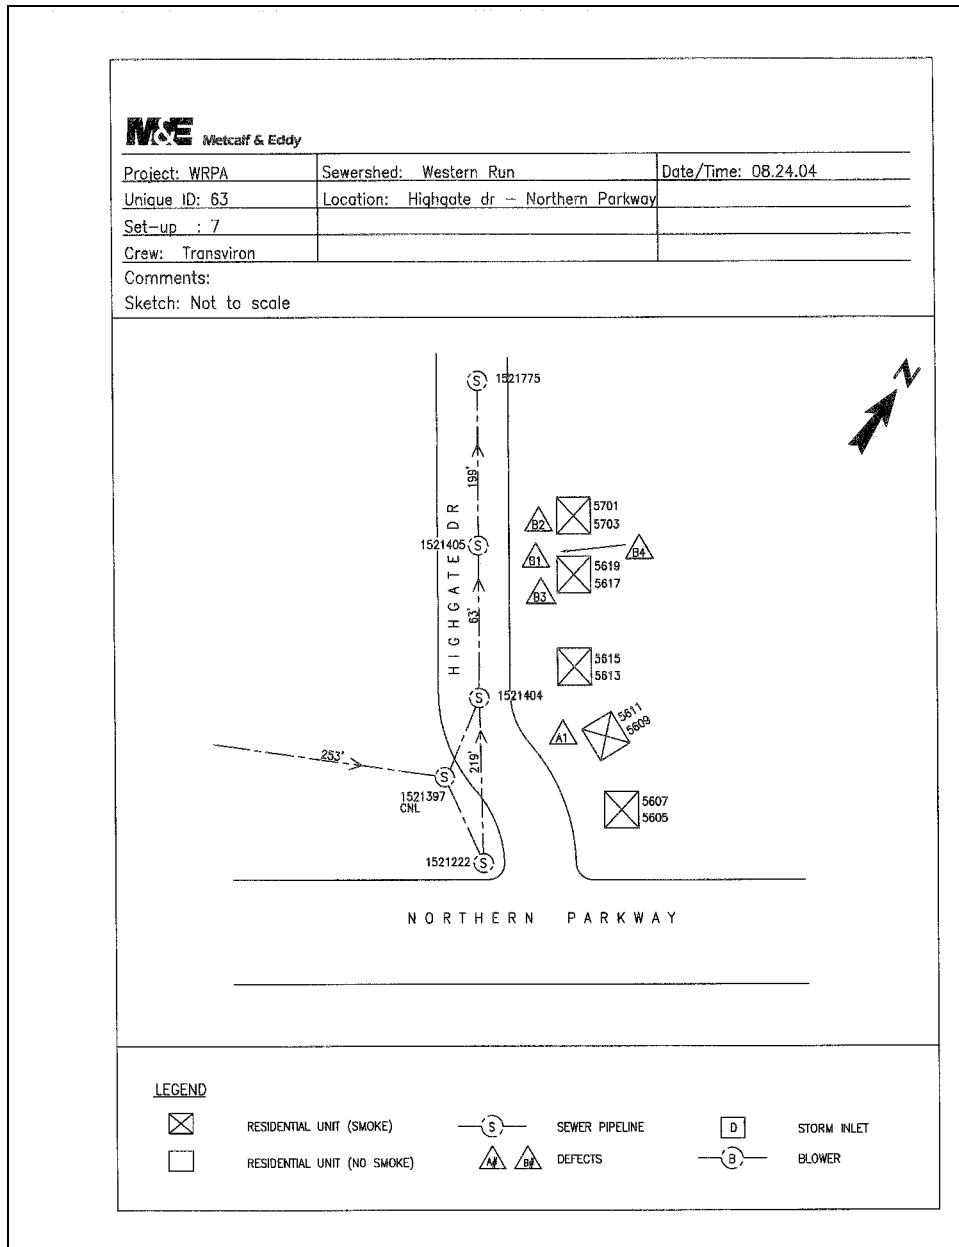 M&E Metcalf & Eddy
Project: WRPA
Sewershed: Western Run
Date/Time: 08.24.04
Unique ID: 63
Location: Highgate dr – Northern Parkway
Set-up : 7
Crew: Transviron
Comments:
Sketch: Not to scale
N
1521775
199'
HIGHGATE DR
5701
5703
B2
1521405
B1
B4
5619
5617
B3
63'
5615
5613
1521404
5611
5609
A1
253'
219'
1521397
CNL
5607
5605
1521222
S
S
S
S
S
NORTHERN PARKWAY
LEGEND
RESIDENTIAL UNIT (SMOKE)
S
SEWER PIPELINE
D
STORM INLET
RESIDENTIAL UNIT (NO SMOKE)
A# B#
DEFECTS
B
BLOWER